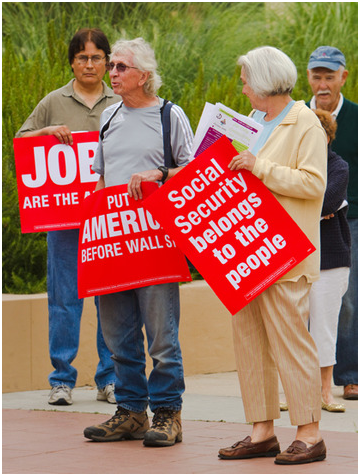 JOB
ARE THE A
PUT
AMERIC
BEFORE WALL S
Social
Security
belongs
to the
people